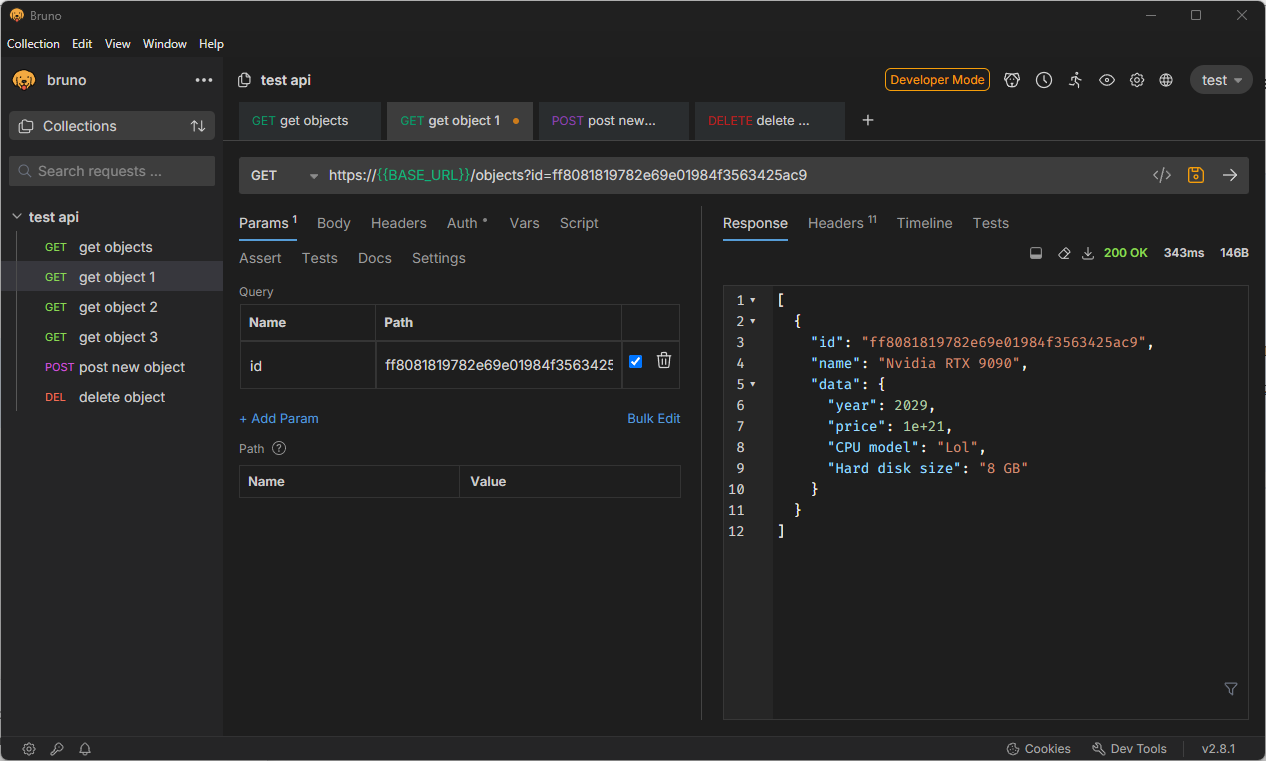 Bruno
Collection Edit View Window Help
bruno
Collections
Search requests ...
test api
GET get objects
GET get object 1
GET get object 2
GET get object 3
POST post new object
DEL delete object
test api
Developer Mode
test
GET get objects
GET get object 1
POST post new...
DELETE delete ...
+
GET https://{{BASE_URL}}/objects?id=ff8081819782e69e01984f3563425ac9
</>
Params 1 Body Headers Auth Vars Script
Assert Tests Docs Settings
Query
Name Path
id ff8081819782e69e01984f3563425
+ Add Param Bulk Edit
Path ?
Name Value
Response Headers 11 Timeline Tests
200 OK 343ms 146B
1 [
2 {
3 "id": "ff8081819782e69e01984f3563425ac9",
4 "name": "Nvidia RTX 9090",
5 "data": {
6 "year": 2029,
7 "price": 1e+21,
8 "CPU model": "Lol",
9 "Hard disk size": "8 GB"
10 }
11 }
12 ]
Cookies Dev Tools v2.8.1